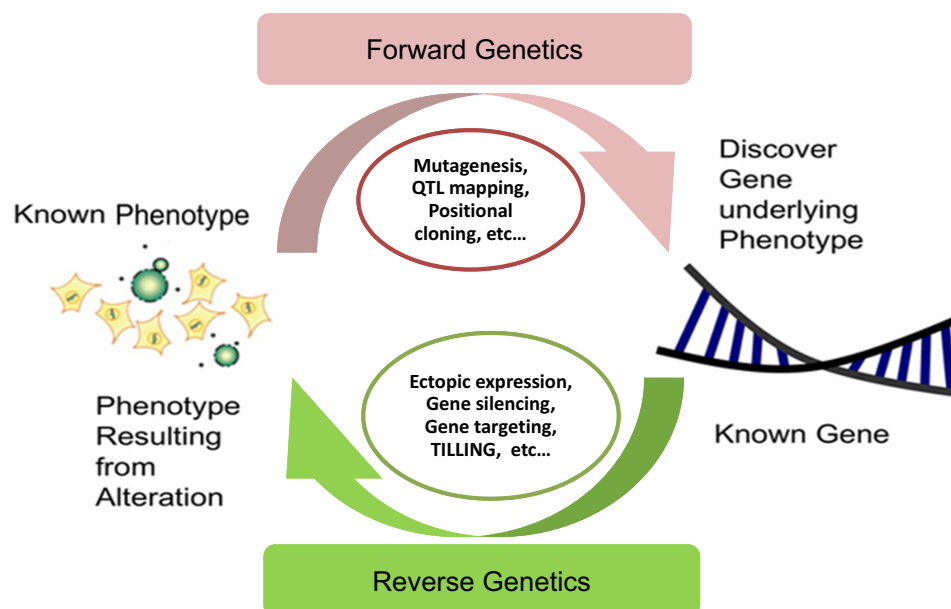 Forward Genetics
Mutagenesis,
QTL mapping,
Positional
cloning, etc...
Known Phenotype
Discover
Gene
underlying
Phenotype
Ectopic expression,
Gene silencing,
Gene targeting,
TILLING, etc...
Phenotype
Resulting
from
Alteration
Known Gene
Reverse Genetics